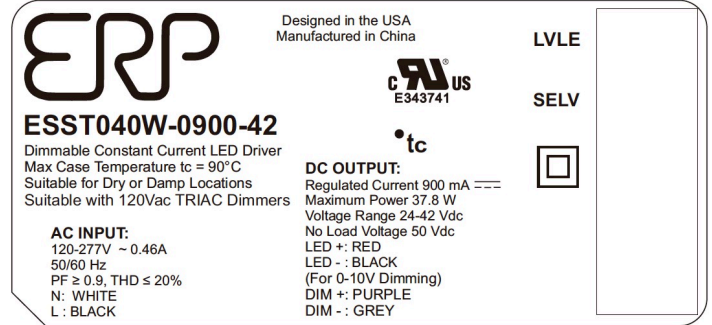 ERP
ESST040W-0900-42
Dimmable Constant Current LED Driver
Max Case Temperature tc = 90°C
Suitable for Dry or Damp Locations
Suitable with 120Vac TRIAC Dimmers
AC INPUT:
120-277V ~ 0.46A
50/60 Hz
PF ≥ 0.9, THD ≤ 20%
N: WHITE
L : BLACK
Designed in the USA
Manufactured in China
c RU® US
E343741
•tc
DC OUTPUT:
Regulated Current 900 mA
Maximum Power 37.8 W
Voltage Range 24-42 Vdc
No Load Voltage 50 Vdc
LED +: RED
LED - : BLACK
(For 0-10V Dimming)
DIM +: PURPLE
DIM - : GREY
LVLE
SELV